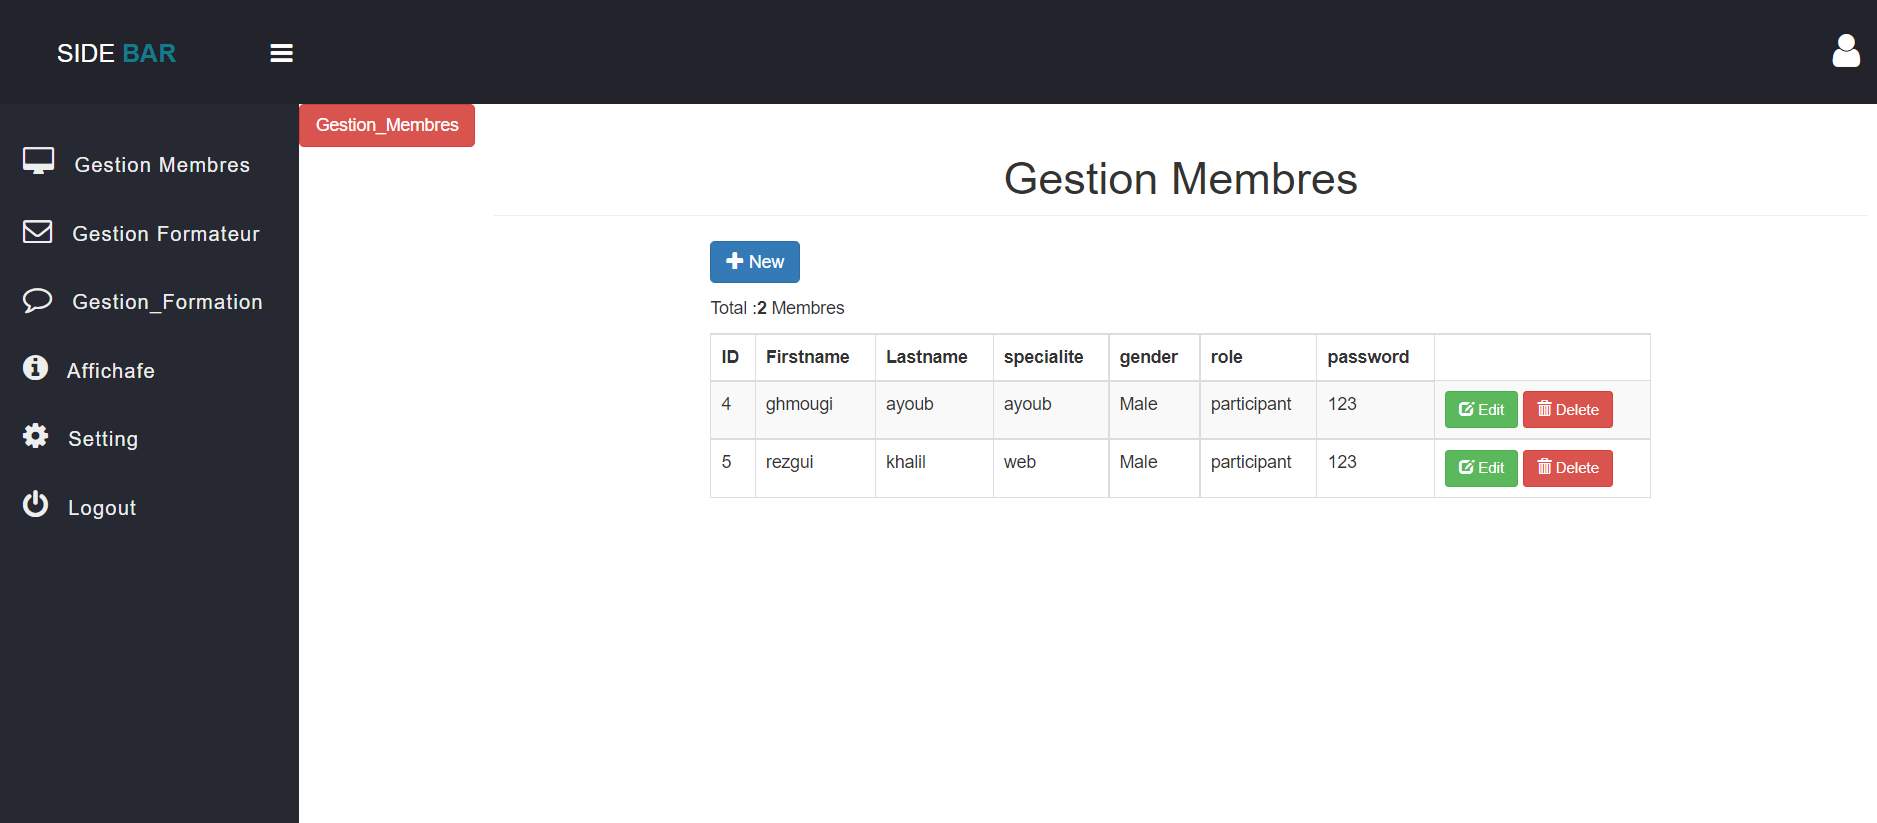 SIDE BAR
Gestion Membres
Gestion Formateur
Gestion_Formation
Affichafe
Setting
Logout
Gestion_Membres
Gestion Membres
New
Total :2 Membres
ID Firstname Lastname specialite gender role password
4 ghmougi ayoub ayoub Male participant 123 Edit Delete
5 rezgui khalil web Male participant 123 Edit Delete